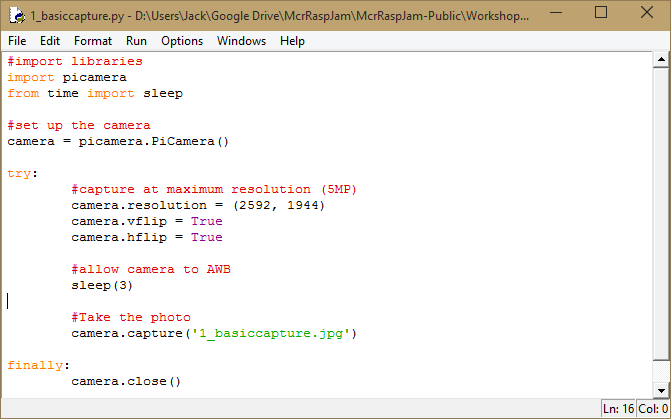 1_basiccapture.py - D:\Users\Jack\Google Drive\McrRaspJam\McrRaspJam-Public\Workshop...
File Edit Format Run Options Windows Help
#import libraries
import picamera
from time import sleep
#set up the camera
camera = picamera.PiCamera()
try:
#capture at maximum resolution (5MP)
camera.resolution = (2592, 1944)
camera.vflip = True
camera.hflip = True
#allow camera to AWB
sleep(3)
#Take the photo
camera.capture('1_basiccapture.jpg')
finally:
camera.close()
Ln: 16 Col: 0